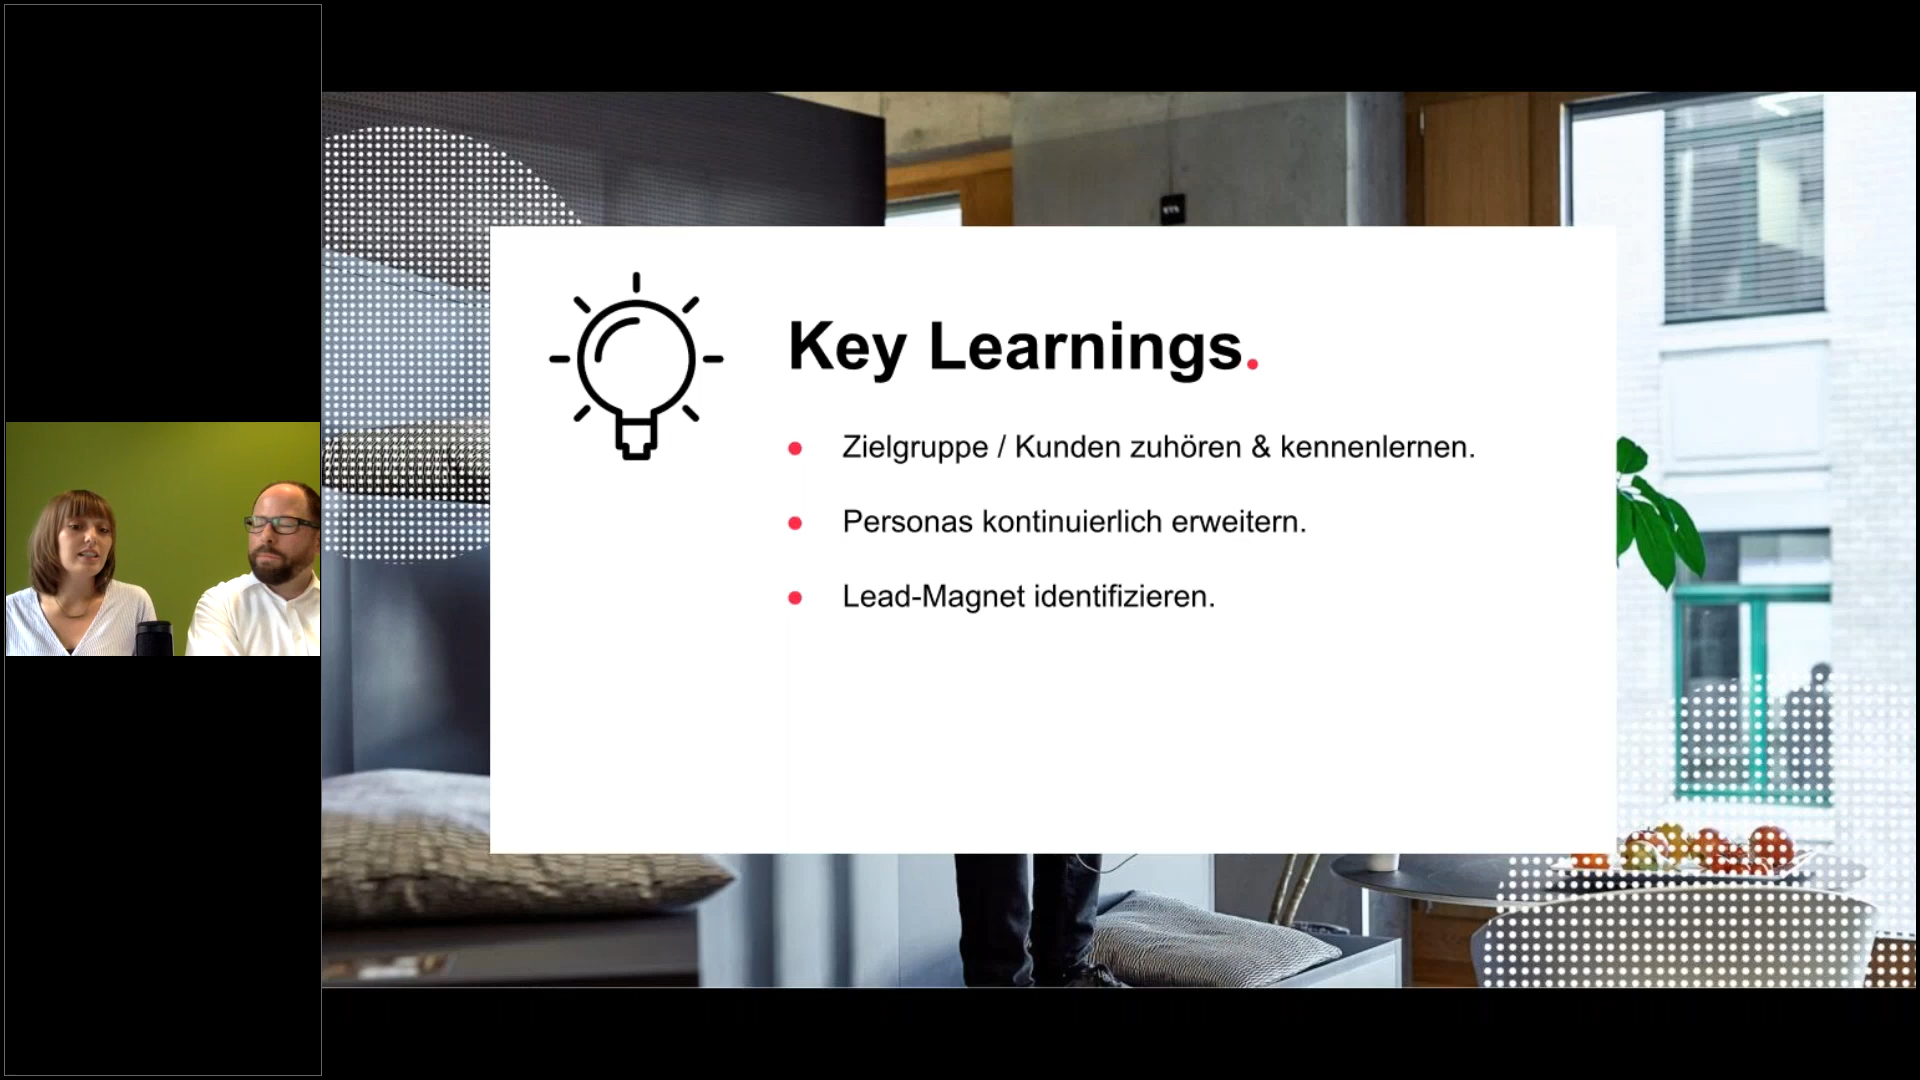 Key Learnings.
Zielgruppe / Kunden zuhören & kennenlernen.
Personas kontinuierlich erweitern.
Lead-Magnet identifizieren.